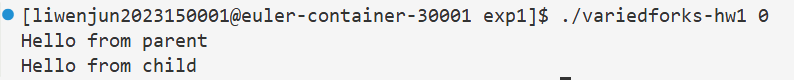 [liwenjun2023150001@euler-container-30001 exp1]$ ./variedforks-hw1 0
Hello from parent
Hello from child